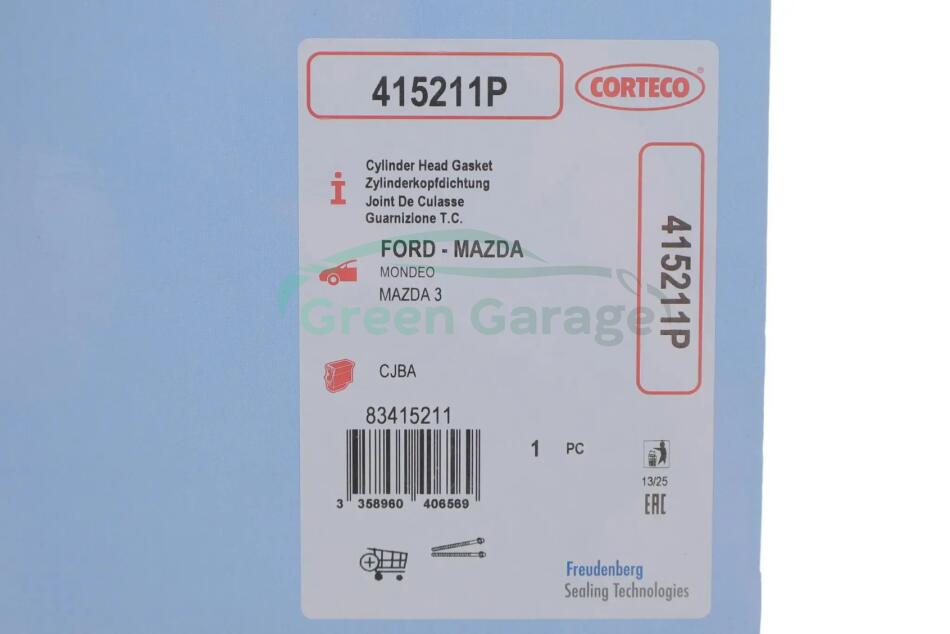 415211P
CORTECO®
Cylinder Head Gasket
Zylinderkopfdichtung
Joint De Culasse
Guarnizione T.C.
415211P
FORD - MAZDA
MONDEO
MAZDA 3
Green Garage
CJBA
83415211
1 PC
3 358960 406569
13/25
EAC
Freudenberg
Sealing Technologies